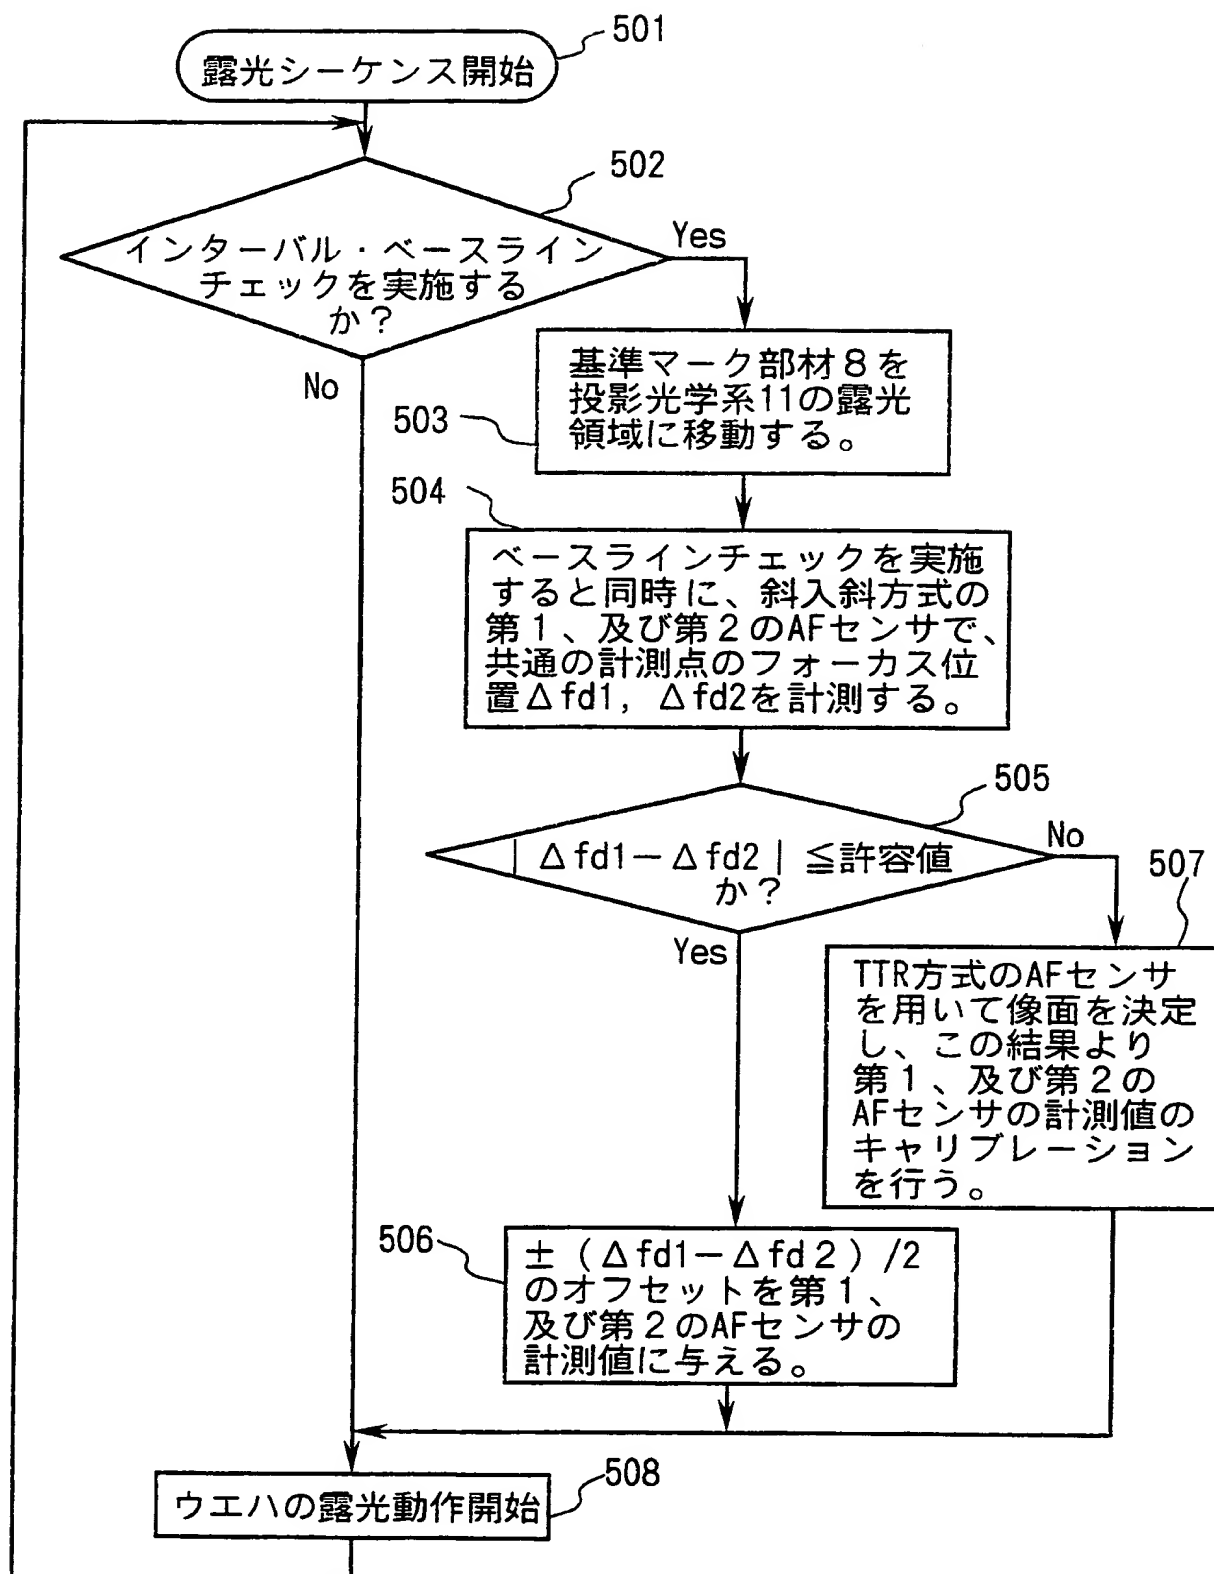 501
露光シーケンス開始
502
インターバル・ベースライン
チェックを実施する
か？
Yes
No
503
基準マーク部材８を
投影光学系11の露光
領域に移動する。
504
ベースラインチェックを実施
すると同時に、斜入斜方式の
第１、及び第２のAFセンサで、
共通の計測点のフォーカス位
置Δfd1, Δfd2を計測する。
505
｜Δfd1－Δfd2｜≦許容値
か？
No
Yes
507
TTR方式のAFセンサ
を用いて像面を決定
し、この結果より
第１、及び第２の
AFセンサの計測値の
キャリブレーション
を行う。
506
±（Δfd1－Δfd２）/2
のオフセットを第１、
及び第２のAFセンサの
計測値に与える。
508
ウエハの露光動作開始